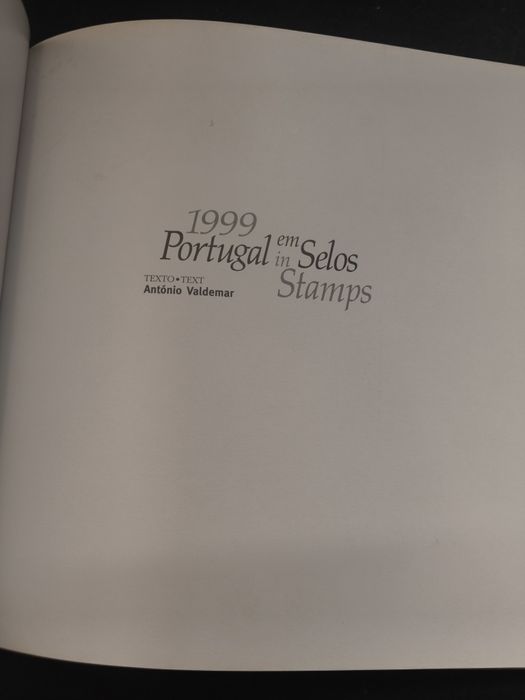 1999
Portugal em Selos
in
Stamps
TEXTO • TEXT
António Valdemar